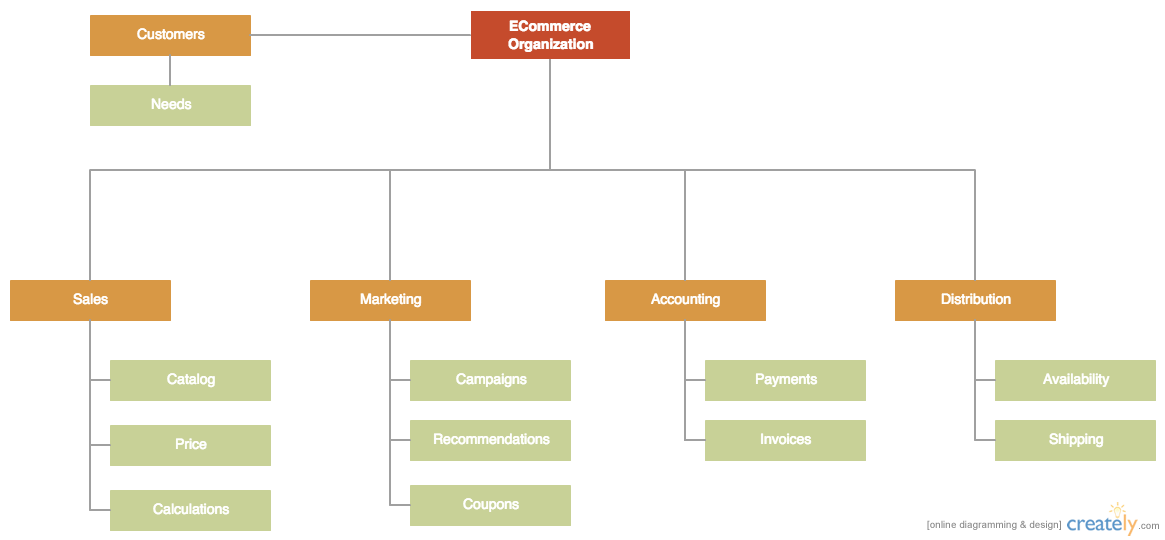 Customers
ECommerce
Organization
Needs
Sales
Marketing
Accounting
Distribution
Catalog
Campaigns
Payments
Availability
Price
Recommendations
Invoices
Shipping
Calculations
Coupons
[online diagramming & design] creately.com